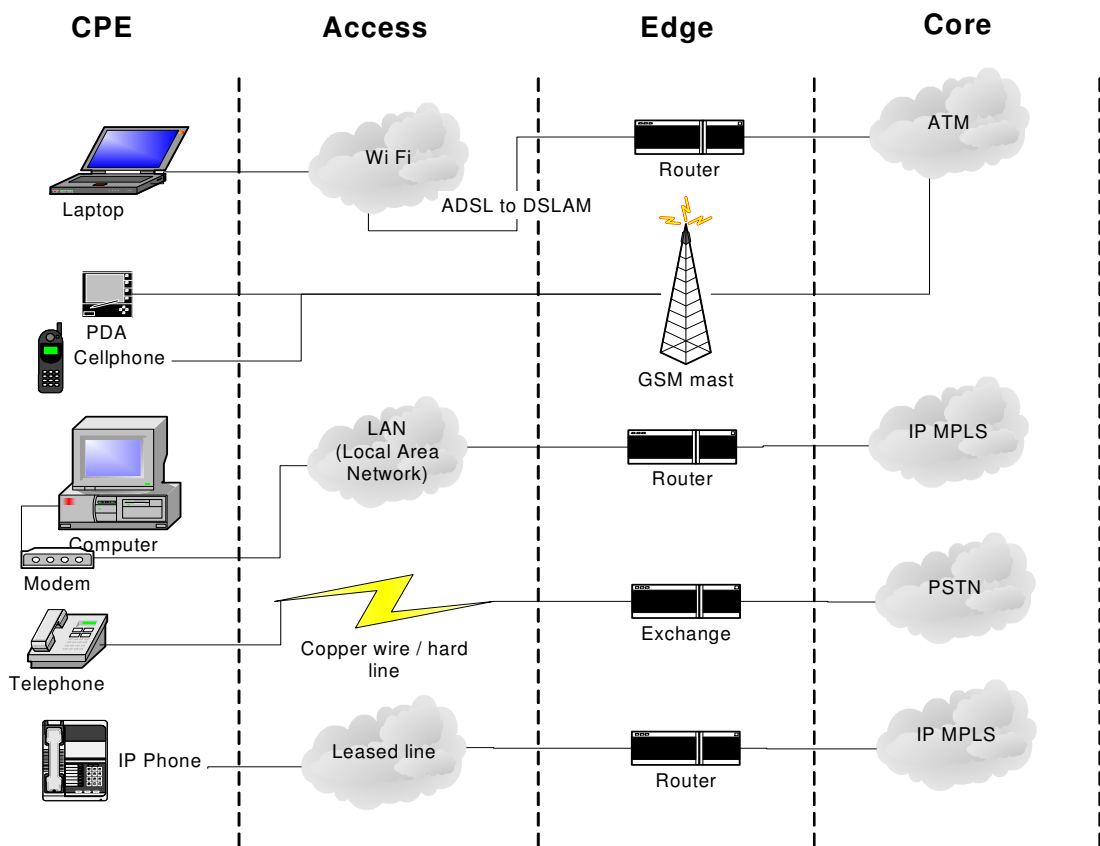 CPE
Access
Edge
Core
Wi Fi
ATM
Router
Laptop
ADSL to DSLAM
PDA
Cellphone
GSM mast
LAN
(Local Area
Network)
IP MPLS
Router
Computer
Modem
PSTN
Exchange
Copper wire / hard
line
Telephone
IP Phone
Leased line
IP MPLS
Router